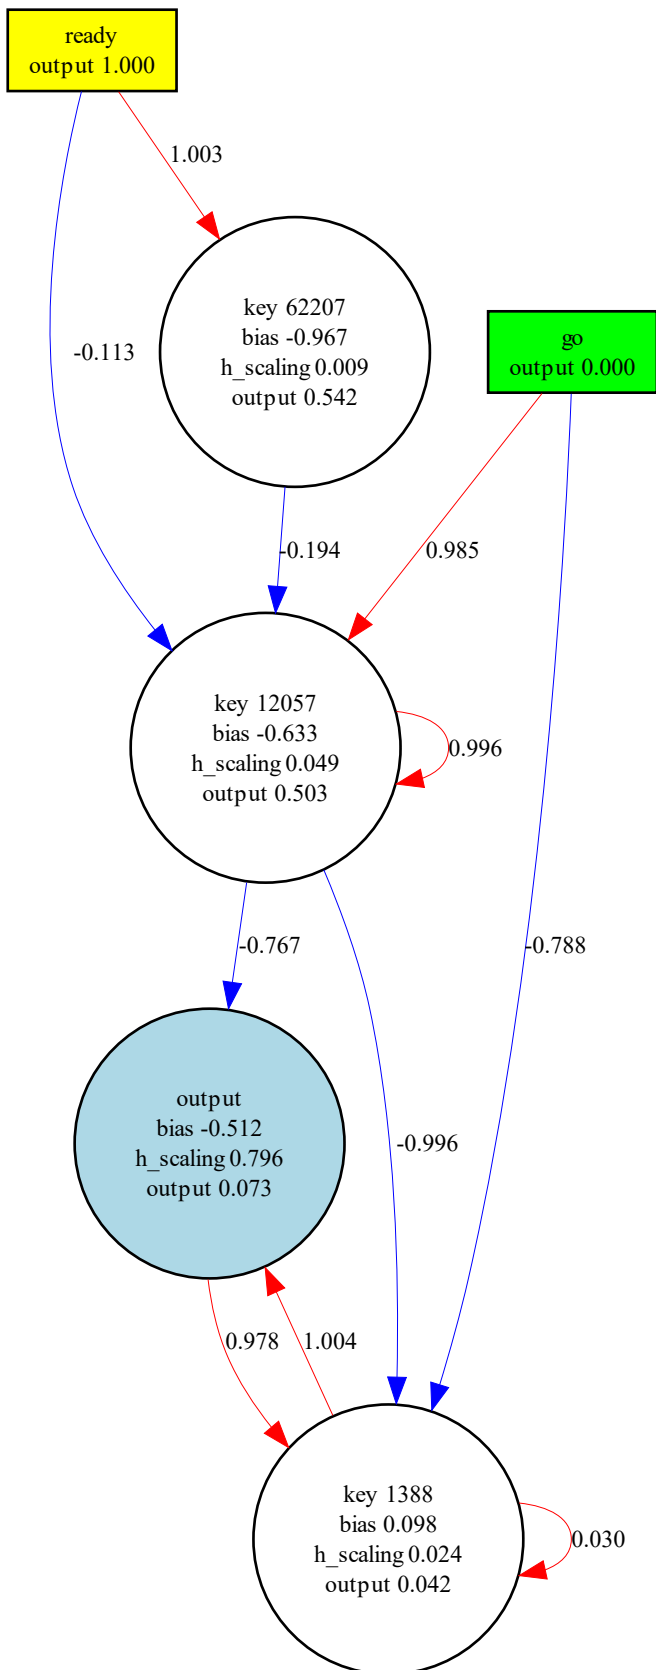 ready
output 1.000
1.003
key 62207
bias -0.967
h_scaling 0.009
output 0.542
go
output 0.000
-0.113
-0.194
0.985
key 12057
bias -0.633
h_scaling 0.049
output 0.503
0.996
-0.767
-0.788
output
bias -0.512
h_scaling 0.796
output 0.073
-0.996
0.978
1.004
key 1388
bias 0.098
h_scaling 0.024
output 0.042
0.030